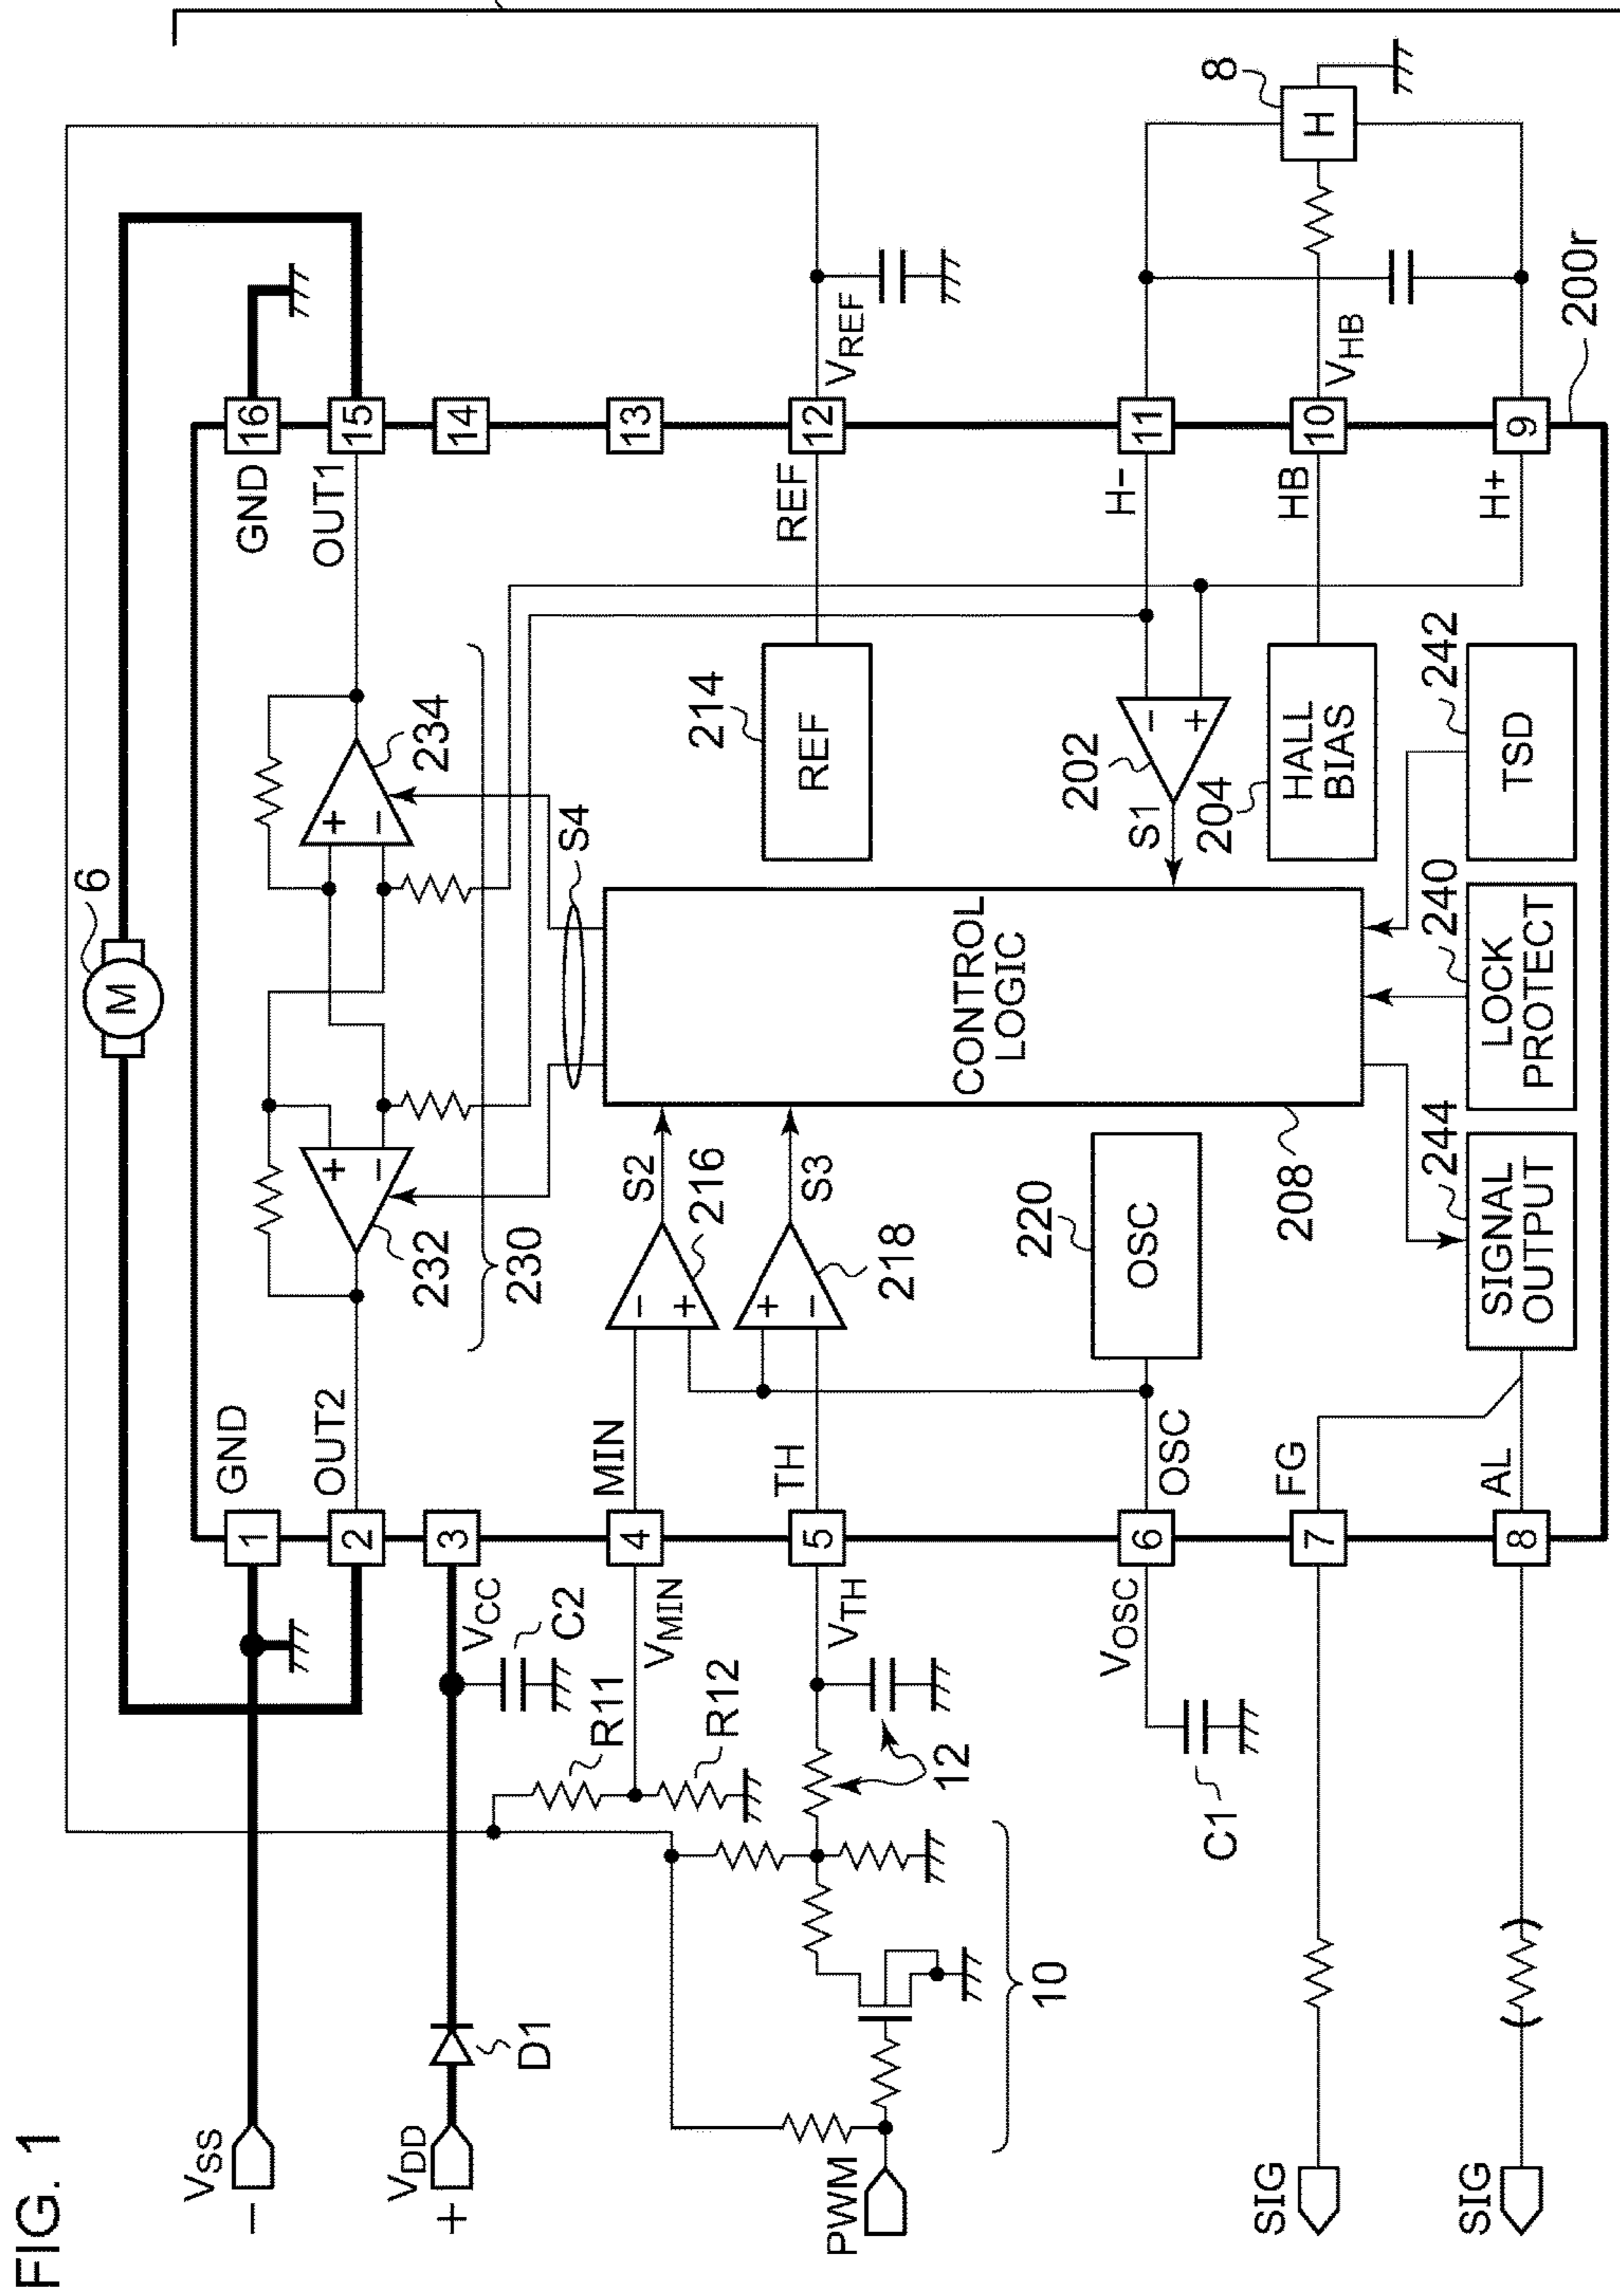 FIG. 1
6
M
8
H
GND
16
OUT1
15
14
13
REF
12
VREF
H-
11
HB
10
VHB
H+
9
200r
234
+
-
232
+
-
230
S4
214
REF
202
-
+
S1
204
HALL
BIAS
242
TSD
240
LOCK
PROTECT
244
SIGNAL
OUTPUT
CONTROL
LOGIC
208
S2
216
-
+
S3
218
+
-
220
OSC
GND
1
OUT2
2
3
VCC
MIN
4
VMIN
TH
5
VTH
OSC
6
VOSC
FG
7
AL
8
C2
R11
R12
12
C1
10
D1
VSS
-
VDD
+
PWM
SIG
SIG